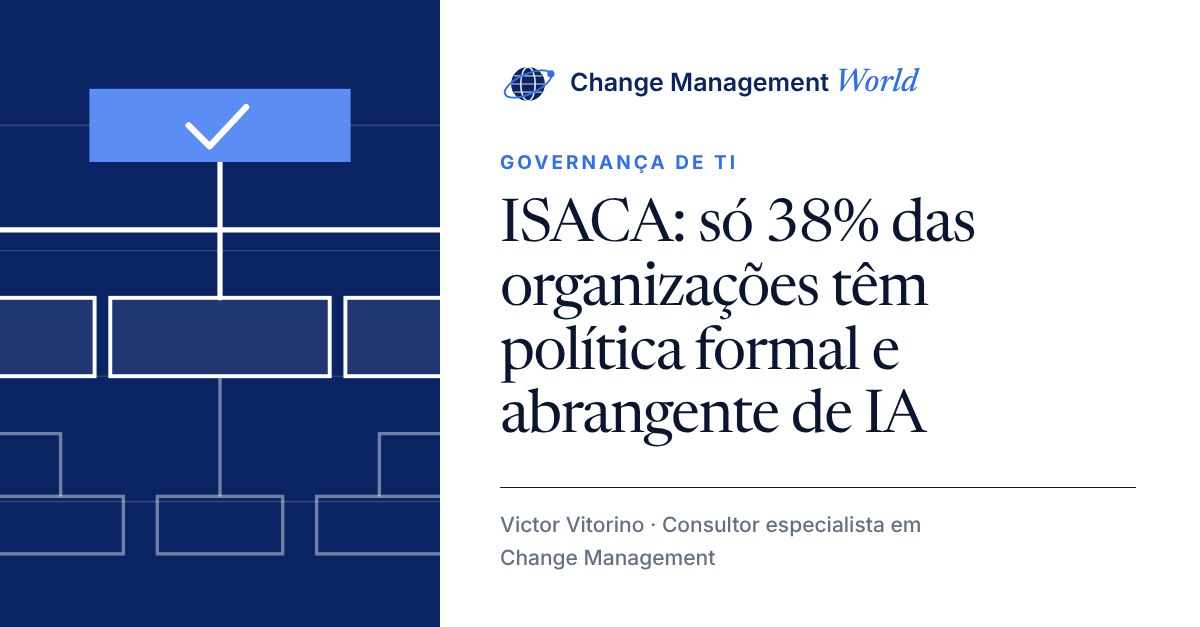 Change Management World
GOVERNANÇA DE TI
ISACA: só 38% das
organizações têm
política formal e
abrangente de IA
Victor Vitorino · Consultor especialista em
Change Management